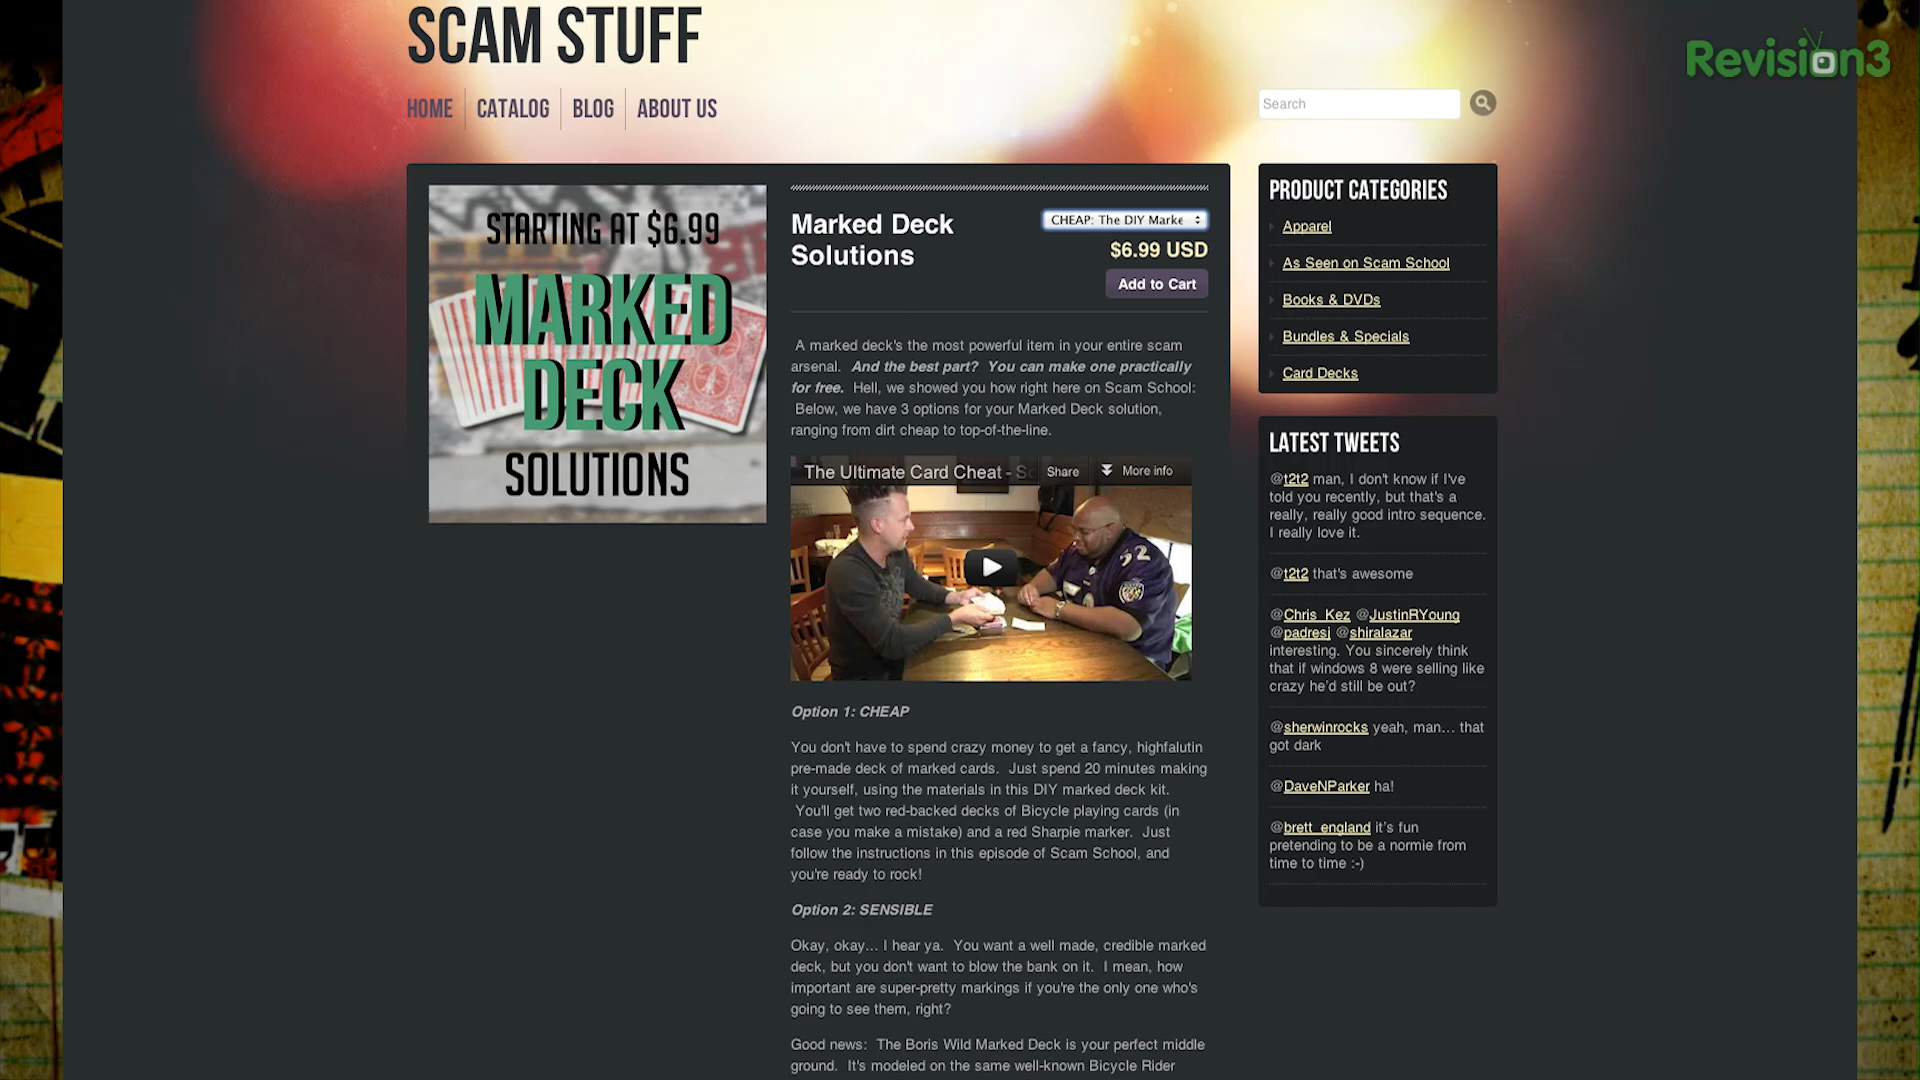 SCAM STUFF
Revision3
HOME
CATALOG
BLOG
ABOUT US
Search
STARTING AT $6.99
MARKED
DECK
SOLUTIONS
Marked Deck
Solutions
CHEAP: The DIY Marke
$6.99 USD
Add to Cart
A marked deck's the most powerful item in your entire scam
arsenal. And the best part? You can make one practically
for free. Hell, we showed you how right here on Scam School:
Below, we have 3 options for your Marked Deck solution,
ranging from dirt cheap to top-of-the-line.
The Ultimate Card Cheat - Sc
Share
More info
52
Option 1: CHEAP
You don't have to spend crazy money to get a fancy, highfalutin
pre-made deck of marked cards. Just spend 20 minutes making
it yourself, using the materials in this DIY marked deck kit.
You'll get two red-backed decks of Bicycle playing cards (in
case you make a mistake) and a red Sharpie marker. Just
follow the instructions in this episode of Scam School, and
you're ready to rock!
Option 2: SENSIBLE
Okay, okay... I hear ya. You want a well made, credible marked
deck, but you don't want to blow the bank on it. I mean, how
important are super-pretty markings if you're the only one who's
going to see them, right?
Good news: The Boris Wild Marked Deck is your perfect middle
ground. It's modeled on the same well-known Bicycle Rider
PRODUCT CATEGORIES
Apparel
As Seen on Scam School
Books & DVDs
Bundles & Specials
Card Decks
LATEST TWEETS
@t2t2 man, I don't know if I've
told you recently, but that's a
really, really good intro sequence.
I really love it.
@t2t2 that's awesome
@Chris_Kez @JustinRYoung
@padresj @shiralazar
interesting. You sincerely think
that if windows 8 were selling like
crazy he'd still be out?
@sherwinrocks yeah, man... that
got dark
@DaveNParker ha!
@brett_england it's fun
pretending to be a normie from
time to time :-)